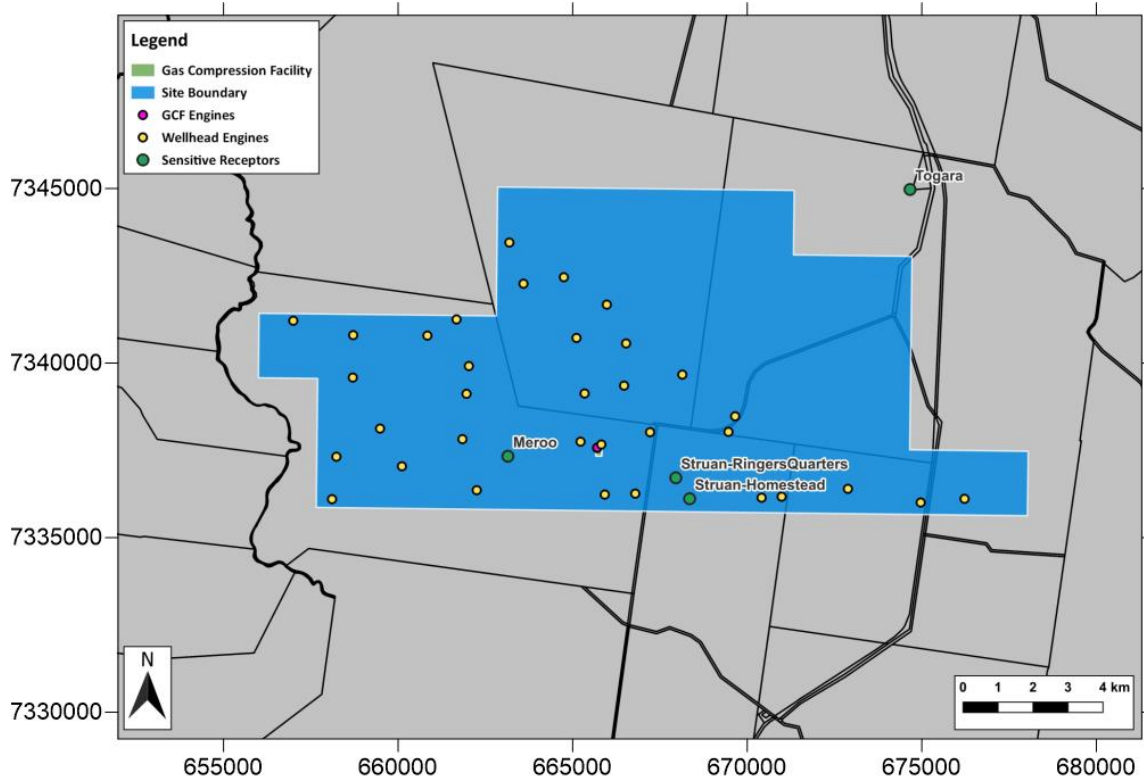 Legend
Gas Compression Facility
Site Boundary
GCF Engines
Wellhead Engines
Sensitive Receptors
7345000
Togara
7340000
Meroo
Struan-RingersQuarters
Struan-Homestead
7335000
N
0 1 2 3 4 km
7330000
655000 660000 665000 670000 675000 680000